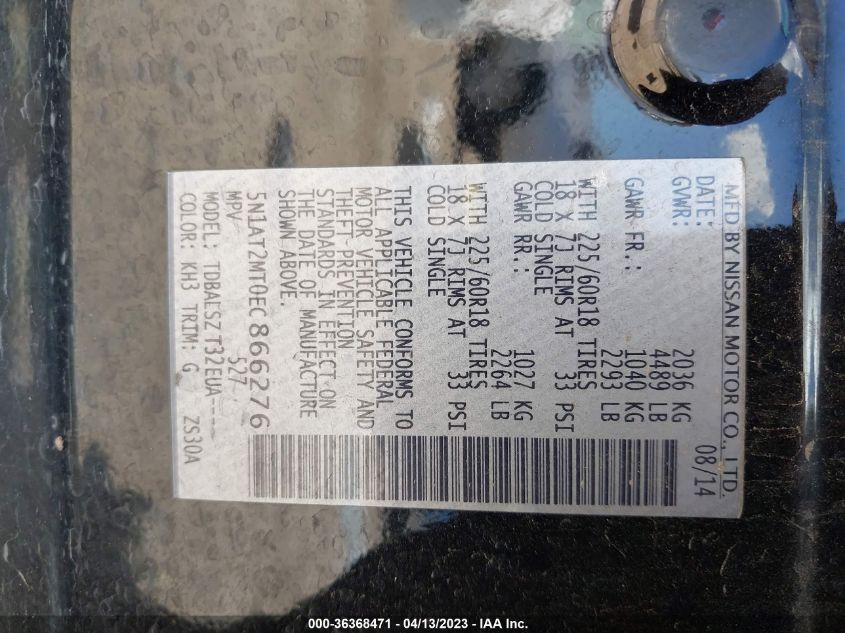 MFD BY NISSAN MOTOR CO., LTD.
DATE: 08/14
GVWR: 2036 KG
4489 LB
GAWR FR.: 1040 KG
2293 LB
WITH 225/60R18 TIRES
18 X 7J RIMS AT 33 PSI
COLD SINGLE
GAWR RR.: 1027 KG
2264 LB
WITH 225/60R18 TIRES
18 X 7J RIMS AT 33 PSI
COLD SINGLE
THIS VEHICLE CONFORMS TO
ALL APPLICABLE FEDERAL
MOTOR VEHICLE SAFETY AND
THEFT PREVENTION
STANDARDS IN EFFECT ON
THE DATE OF MANUFACTURE
SHOWN ABOVE.
5N1AT2MT0EC866276
MPV 527
MODEL: TDBALSZT32EUA----
COLOR: KH3 TRIM: G ZS30A
000-36368471 - 04/13/2023 - IAA Inc.